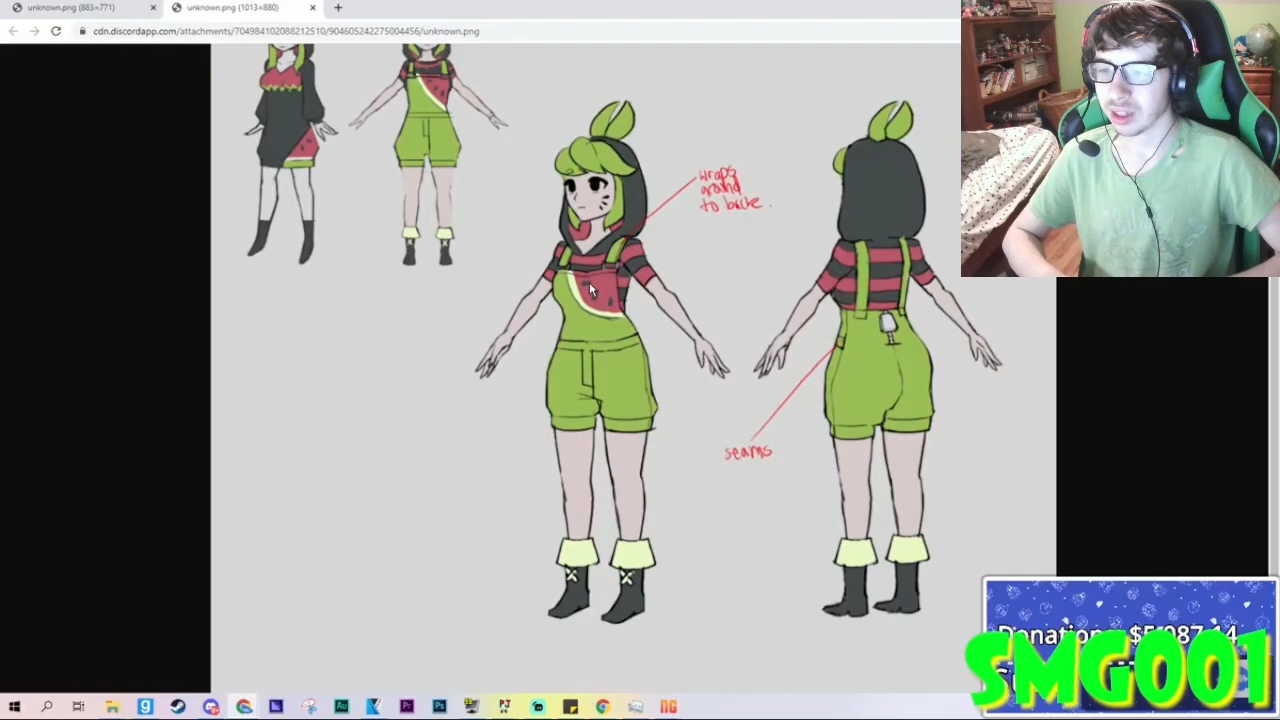 unknown.png (883×771)
unknown.png (1013×880)
cdn.discordapp.com/attachments/704984102088212510/904605242275004456/unknown.png
wraps
around
to back.
seams
SMG001